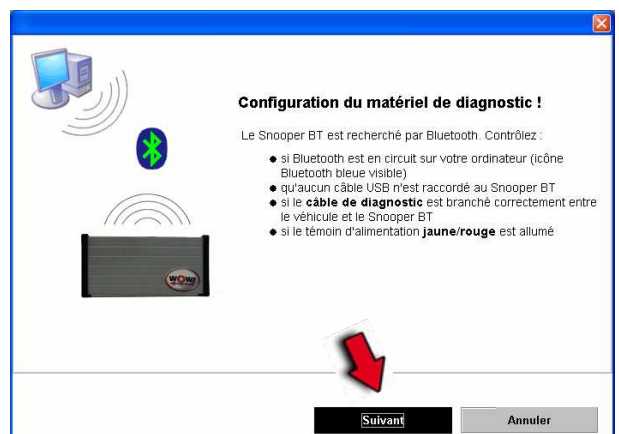 Configuration du matériel de diagnostic !
Le Snooper BT est recherché par Bluetooth. Contrôlez :
● si Bluetooth est en circuit sur votre ordinateur (icône
Bluetooth bleue visible)
● qu'aucun câble USB n'est raccordé au Snooper BT
● si le câble de diagnostic est branché correctement entre
le véhicule et le Snooper BT
● si le témoin d'alimentation jaune/rouge est allumé
WOW!
Suivant
Annuler